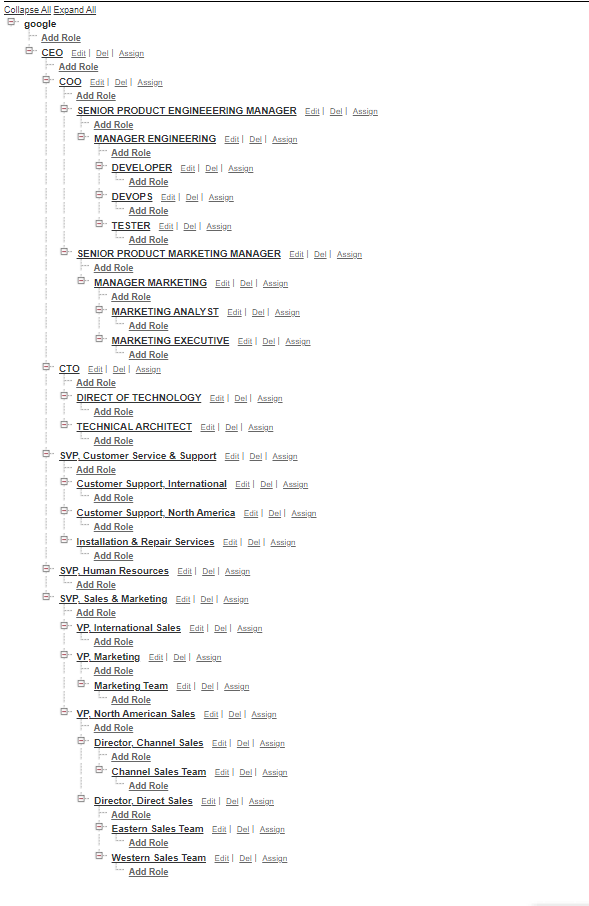 Collapse All Expand All
google
Add Role
CEO Edit | Del | Assign
Add Role
COO Edit | Del | Assign
Add Role
SENIOR PRODUCT ENGINEEERING MANAGER Edit | Del | Assign
Add Role
MANAGER ENGINEERING Edit | Del | Assign
Add Role
DEVELOPER Edit | Del | Assign
Add Role
DEVOPS Edit | Del | Assign
Add Role
TESTER Edit | Del | Assign
Add Role
SENIOR PRODUCT MARKETING MANAGER Edit | Del | Assign
Add Role
MANAGER MARKETING Edit | Del | Assign
Add Role
MARKETING ANALYST Edit | Del | Assign
Add Role
MARKETING EXECUTIVE Edit | Del | Assign
Add Role
CTO Edit | Del | Assign
Add Role
DIRECT OF TECHNOLOGY Edit | Del | Assign
Add Role
TECHNICAL ARCHITECT Edit | Del | Assign
Add Role
SVP, Customer Service & Support Edit | Del | Assign
Add Role
Customer Support, International Edit | Del | Assign
Add Role
Customer Support, North America Edit | Del | Assign
Add Role
Installation & Repair Services Edit | Del | Assign
Add Role
SVP, Human Resources Edit | Del | Assign
Add Role
SVP, Sales & Marketing Edit | Del | Assign
Add Role
VP, International Sales Edit | Del | Assign
Add Role
VP, Marketing Edit | Del | Assign
Add Role
Marketing Team Edit | Del | Assign
Add Role
VP, North American Sales Edit | Del | Assign
Add Role
Director, Channel Sales Edit | Del | Assign
Add Role
Channel Sales Team Edit | Del | Assign
Add Role
Director, Direct Sales Edit | Del | Assign
Add Role
Eastern Sales Team Edit | Del | Assign
Add Role
Western Sales Team Edit | Del | Assign
Add Role